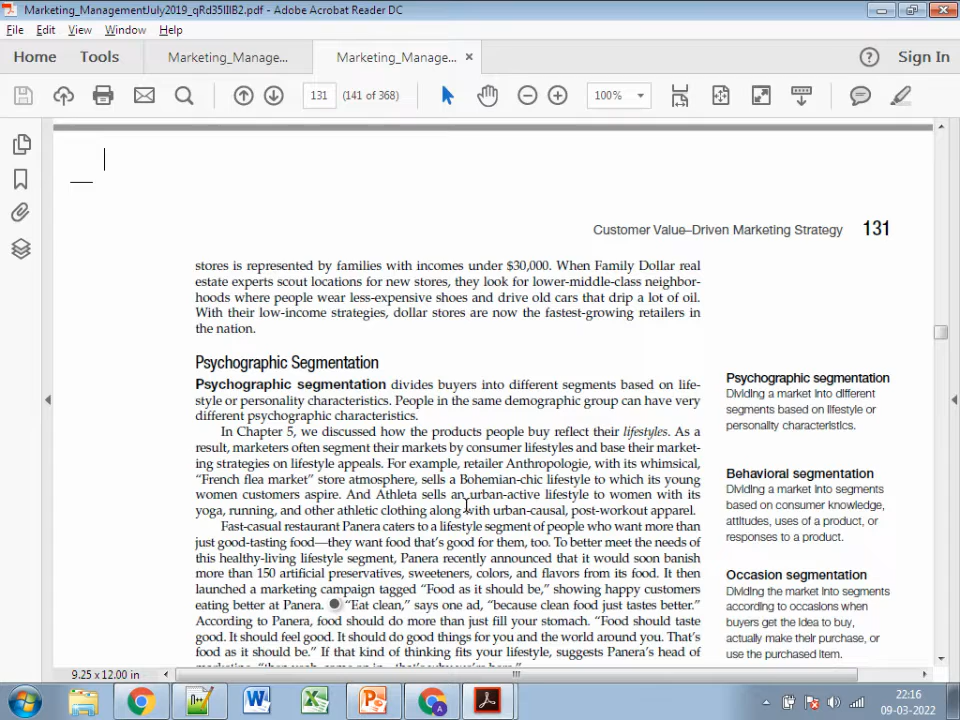 Marketing_ManagementJuly2019_qRd35IIIB2.pdf - Adobe Acrobat Reader DC
File Edit View Window Help
Home Tools Marketing_Manage... Marketing_Manage... × Sign In
131 (141 of 368) 100%
Customer Value–Driven Marketing Strategy 131
stores is represented by families with incomes under $30,000. When Family Dollar real
estate experts scout locations for new stores, they look for lower-middle-class neighbor-
hoods where people wear less-expensive shoes and drive old cars that drip a lot of oil.
With their low-income strategies, dollar stores are now the fastest-growing retailers in
the nation.
Psychographic Segmentation
Psychographic segmentation divides buyers into different segments based on life-
style or personality characteristics. People in the same demographic group can have very
different psychographic characteristics.
In Chapter 5, we discussed how the products people buy reflect their lifestyles. As a
result, marketers often segment their markets by consumer lifestyles and base their market-
ing strategies on lifestyle appeals. For example, retailer Anthropologie, with its whimsical,
“French flea market” store atmosphere, sells a Bohemian-chic lifestyle to which its young
women customers aspire. And Athleta sells an urban-active lifestyle to women with its
yoga, running, and other athletic clothing along with urban-causal, post-workout apparel.
Fast-casual restaurant Panera caters to a lifestyle segment of people who want more than
just good-tasting food—they want food that’s good for them, too. To better meet the needs of
this healthy-living lifestyle segment, Panera recently announced that it would soon banish
more than 150 artificial preservatives, sweeteners, colors, and flavors from its food. It then
launched a marketing campaign tagged “Food as it should be,” showing happy customers
eating better at Panera. “Eat clean,” says one ad, “because clean food just tastes better.”
According to Panera, food should do more than just fill your stomach. “Food should taste
good. It should feel good. It should do good things for you and the world around you. That’s
food as it should be.” If that kind of thinking fits your lifestyle, suggests Panera’s head of
marketing, “then yeah, come on in—that’s why we’re here.”
Psychographic segmentation
Dividing a market into different
segments based on lifestyle or
personality characteristics.
Behavioral segmentation
Dividing a market into segments
based on consumer knowledge,
attitudes, uses of a product, or
responses to a product.
Occasion segmentation
Dividing the market into segments
according to occasions when
buyers get the idea to buy,
actually make their purchase, or
use the purchased item.
9.25 x 12.00 in
22:16
09-03-2022